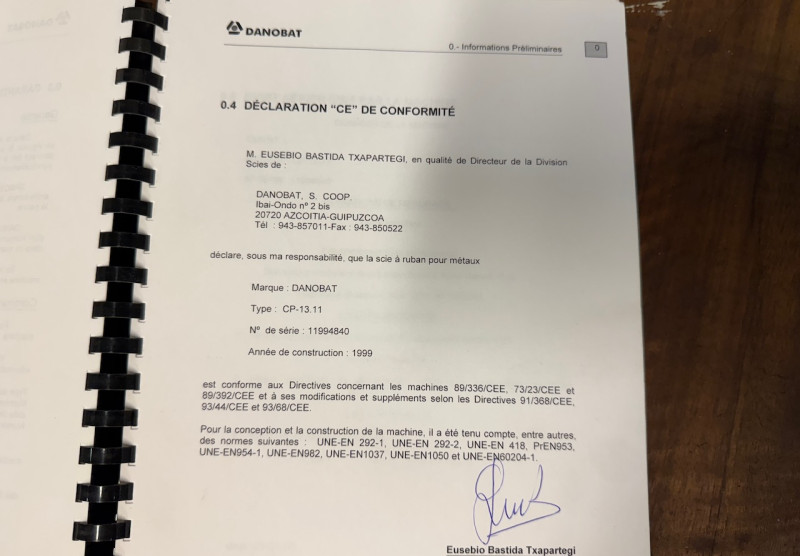 DANOBAT
0.- Informations Préliminaires
0
0.4 DÉCLARATION “CE” DE CONFORMITÉ
M. EUSEBIO BASTIDA TXAPARTEGI, en qualité de Directeur de la Division
Scies de :
DANOBAT, S. COOP.
Ibai-Ondo nº 2 bis
20720 AZCOITIA-GUIPUZCOA
Tél : 943-857011-Fax : 943-850522
déclare, sous ma responsabilité, que la scie à ruban pour métaux
Marque : DANOBAT
Type : CP-13.11
Nº de série : 11994840
Année de construction : 1999
est conforme aux Directives concernant les machines 89/336/CEE, 73/23/CEE et
89/392/CEE et à ses modifications et suppléments selon les Directives 91/368/CEE,
93/44/CEE et 93/68/CEE.
Pour la conception et la construction de la machine, il a été tenu compte, entre autres,
des normes suivantes : UNE-EN 292-1, UNE-EN 292-2, UNE-EN 418, PrEN953,
UNE-EN954-1, UNE-EN982, UNE-EN1037, UNE-EN1050 et UNE-EN60204-1.
Eusebio Bastida Txapartegi